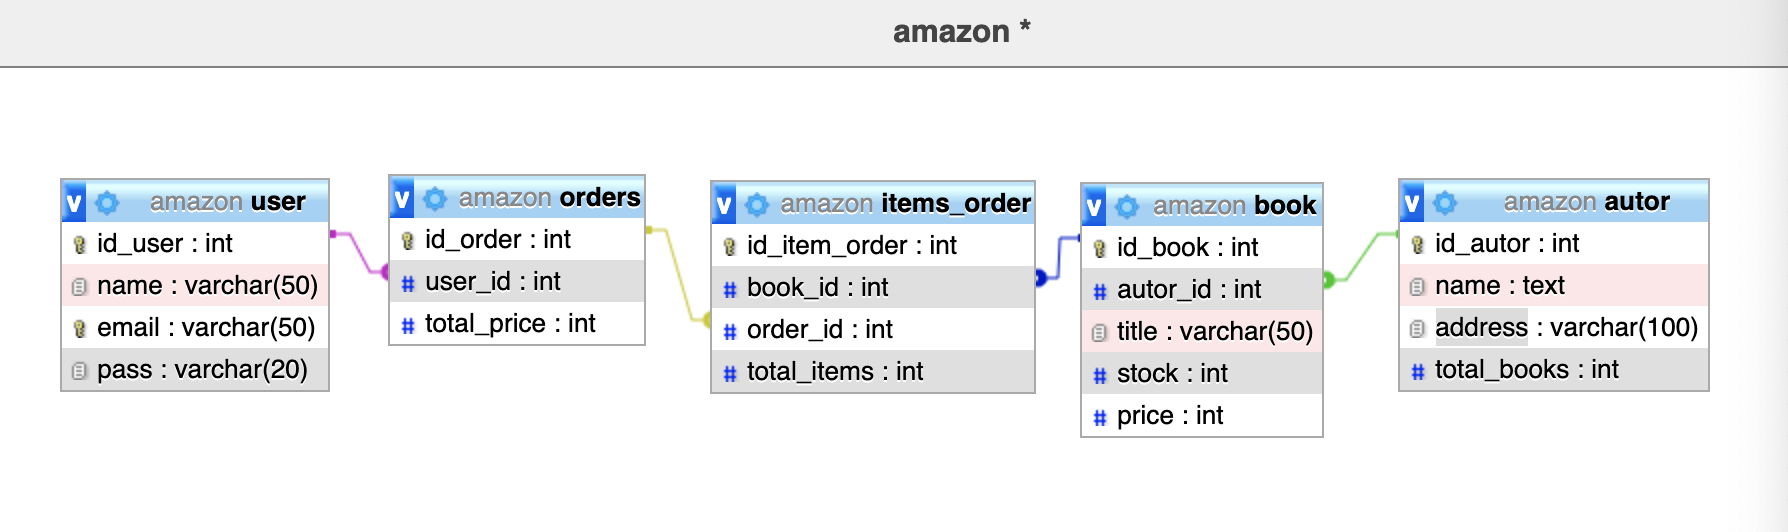 amazon *
v amazon user
id_user : int
name : varchar(50)
email : varchar(50)
pass : varchar(20)
v amazon orders
id_order : int
# user_id : int
# total_price : int
v amazon items_order
id_item_order : int
# book_id : int
# order_id : int
# total_items : int
v amazon book
id_book : int
# autor_id : int
title : varchar(50)
# stock : int
# price : int
v amazon autor
id_autor : int
name : text
address : varchar(100)
# total_books : int